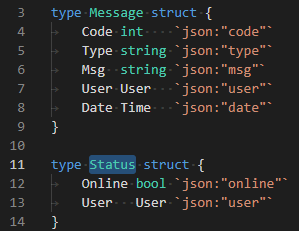 3 type Message struct {
4 Code int `json:"code"`
5 Type string `json:"type"`
6 Msg string `json:"msg"`
7 User User `json:"user"`
8 Date Time `json:"date"`
9 }
10
11 type Status struct {
12 Online bool `json:"online"`
13 User User `json:"user"`
14 }